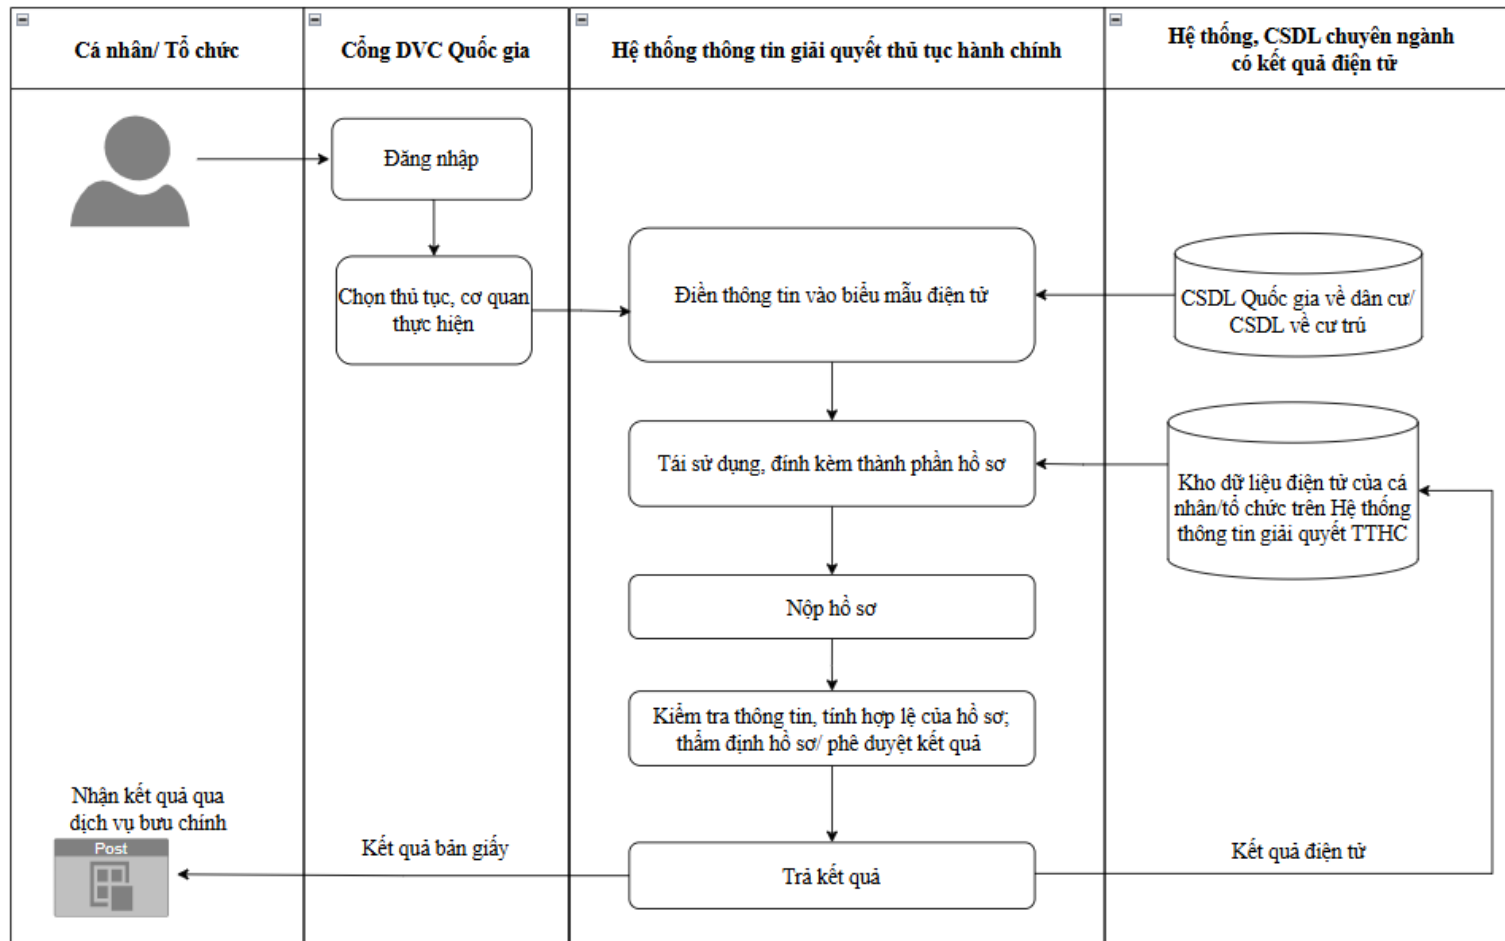 Cá nhân/ Tổ chức
Cổng DVC Quốc gia
Hệ thống thông tin giải quyết thủ tục hành chính
Hệ thống, CSDL chuyên ngành
có kết quả điện tử
Đăng nhập
Chọn thủ tục, cơ quan
thực hiện
Điền thông tin vào biểu mẫu điện tử
CSDL Quốc gia về dân cư/
CSDL về cư trú
Tái sử dụng, đính kèm thành phần hồ sơ
Kho dữ liệu điện tử của cá
nhân/tổ chức trên Hệ thống
thông tin giải quyết TTHC
Nộp hồ sơ
Kiểm tra thông tin, tính hợp lệ của hồ sơ;
thẩm định hồ sơ/ phê duyệt kết quả
Nhận kết quả qua
dịch vụ bưu chính
Post
Kết quả bản giấy
Trả kết quả
Kết quả điện tử